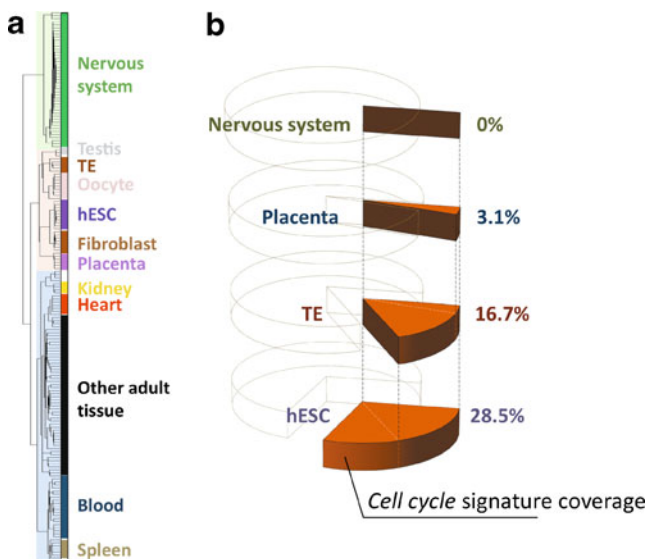 a
Nervous
system
Testis
TE
Oocyte
hESC
Fibroblast
Placenta
Kidney
Heart
Other adult
tissue
Blood
Spleen
b
Nervous system 0%
Placenta 3.1%
TE 16.7%
hESC 28.5%
Cell cycle signature coverage